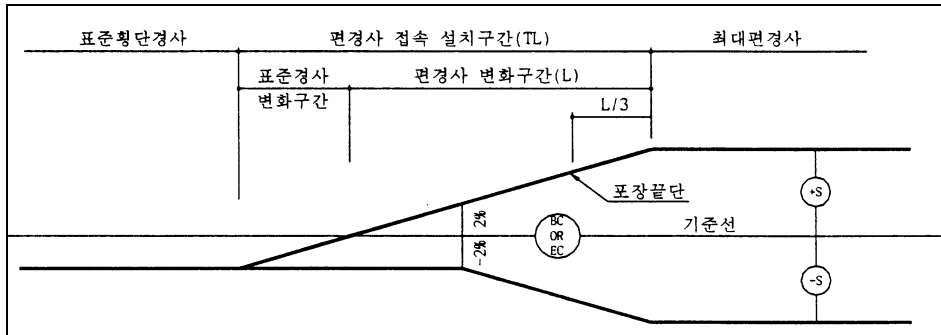 표준횡단경사 편경사 접속 설치구간(TL) 최대편경사
표준경사 편경사 변화구간(L)
변화구간
L/3
포장끝단
+S
2%
BC
OR
EC
기준선
-2%
-S